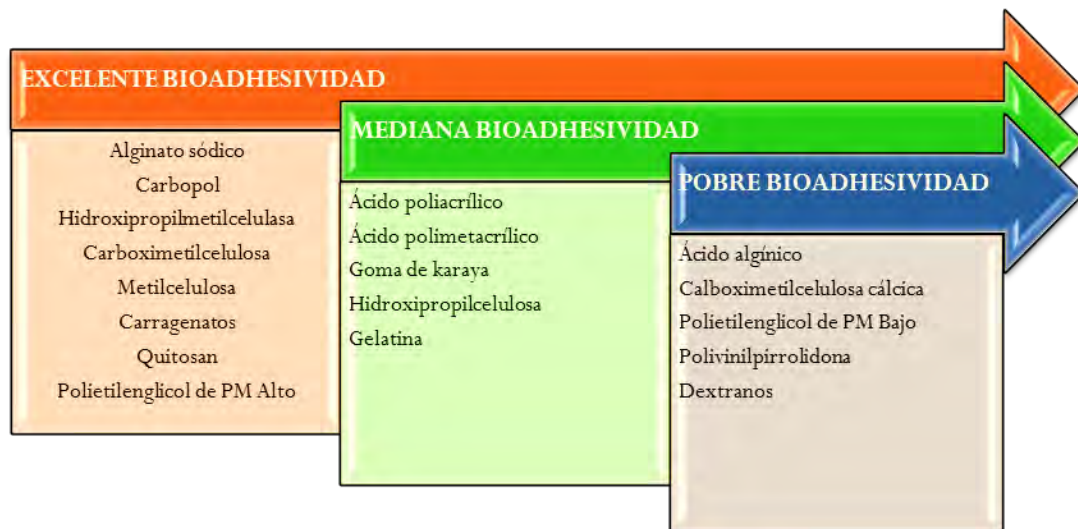 EXCELENTE BIOADHESIVIDAD
Alginato sódico
Carbopol
Hidroxipropilmetilcelulasa
Carboximetilcelulosa
Metilcelulosa
Carragenatos
Quitosan
Polietilenglicol de PM Alto
MEDIANA BIOADHESIVIDAD
Ácido poliacrílico
Ácido polimetacrílico
Goma de karaya
Hidroxipropilcelulosa
Gelatina
POBRE BIOADHESIVIDAD
Ácido algínico
Calboximetilcelulosa cálcica
Polietilenglicol de PM Bajo
Polivinilpirrolidona
Dextranos